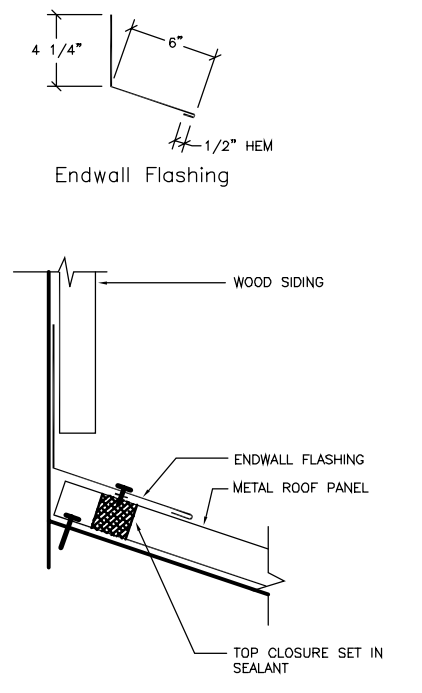 4 1/4"
6"
1/2" HEM
Endwall Flashing
WOOD SIDING
ENDWALL FLASHING
METAL ROOF PANEL
TOP CLOSURE SET IN
SEALANT